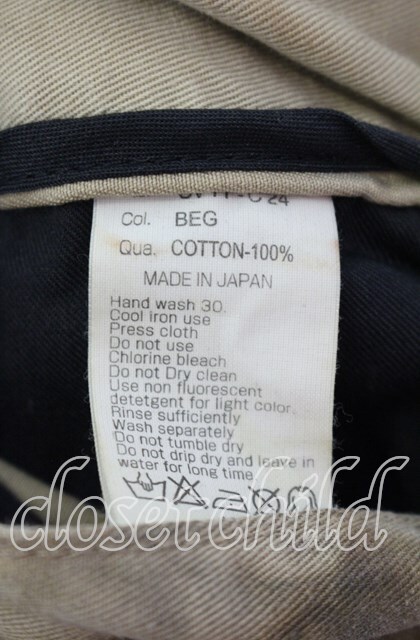 Col. BEG
Qua. COTTON-100%
MADE IN JAPAN
Hand wash 30.
Cool iron use
Press cloth
Do not use
Chlorine bleach
Do not Dry clean
Use non fluorescent
detetgent for light color.
Rinse sufficiently
Wash separately
Do not tumble dry
Do not drip dry and leave in
water for long time
closet child